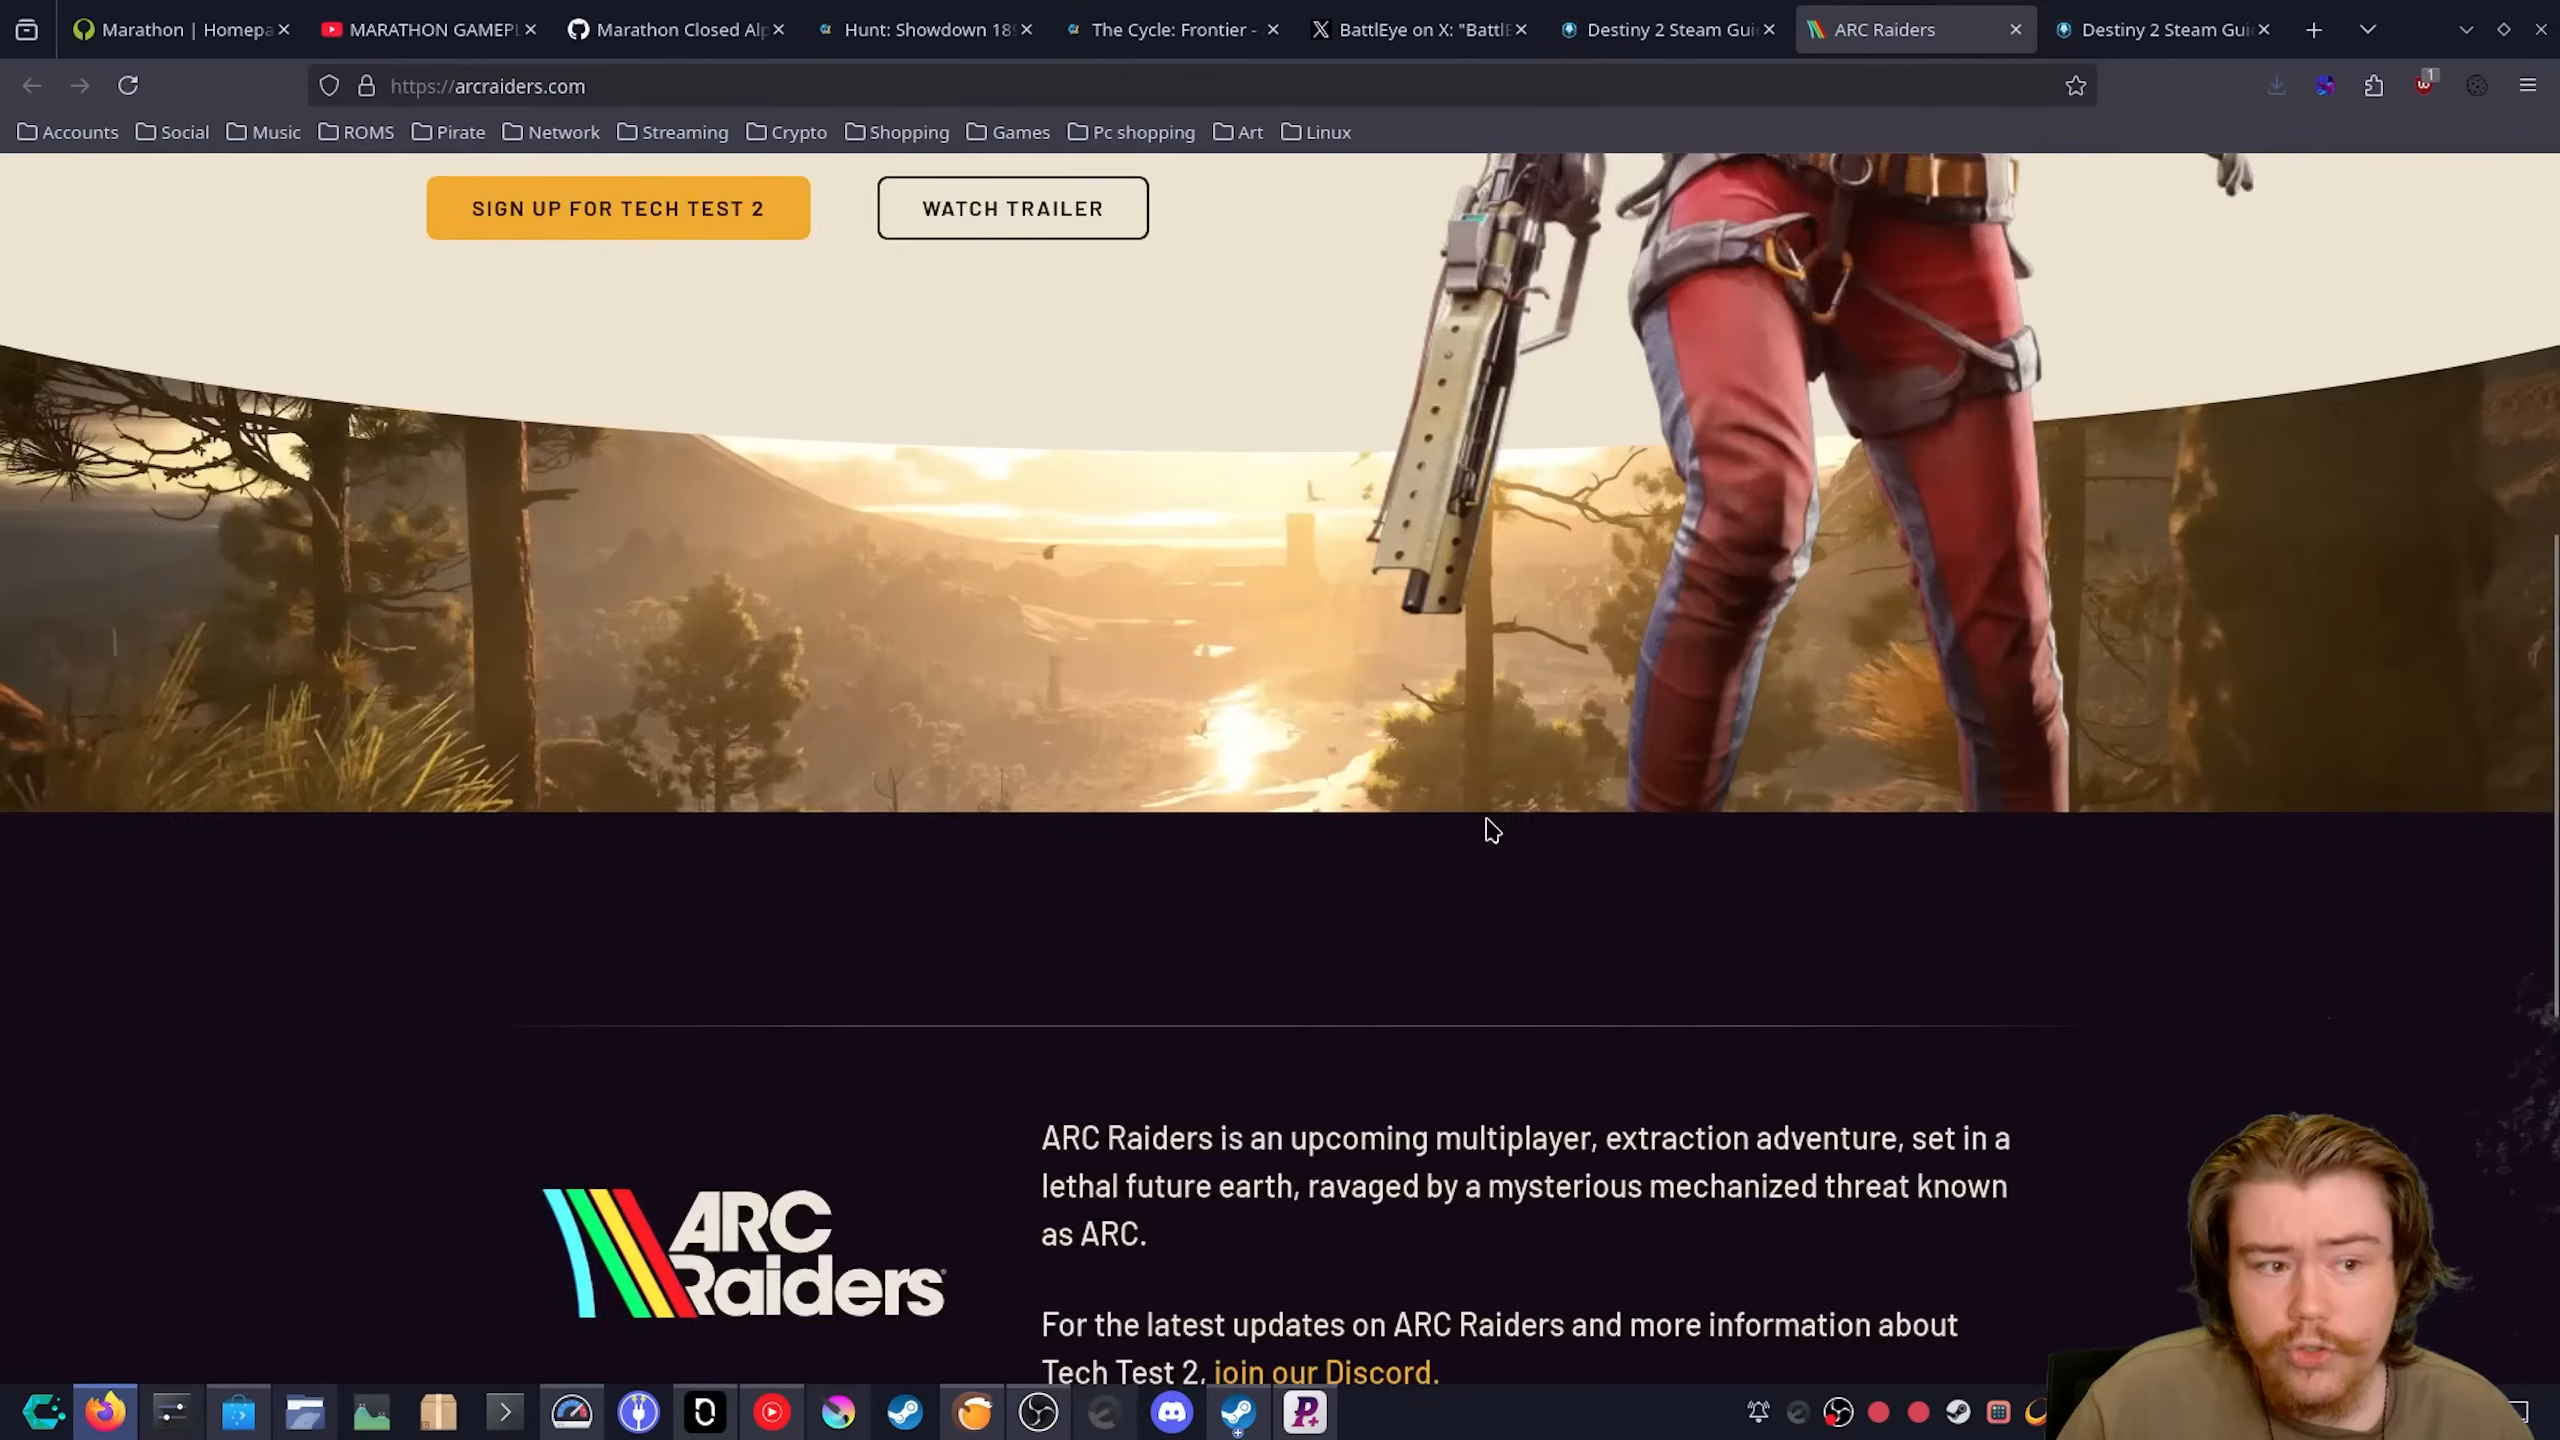 Marathon | Homepa
MARATHON GAMEPL
Marathon Closed Alp
Hunt: Showdown 189
The Cycle: Frontier -
BattlEye on X: "BattlE
Destiny 2 Steam Gui
ARC Raiders
Destiny 2 Steam Gui
https://arcraiders.com
1
Accounts
Social
Music
ROMS
Pirate
Network
Streaming
Crypto
Shopping
Games
Pc shopping
Art
Linux
SIGN UP FOR TECH TEST 2
WATCH TRAILER
ARC Raiders is an upcoming multiplayer, extraction adventure, set in a
lethal future earth, ravaged by a mysterious mechanized threat known
as ARC.
ARC
Raiders
For the latest updates on ARC Raiders and more information about
Tech Test 2, join our Discord.